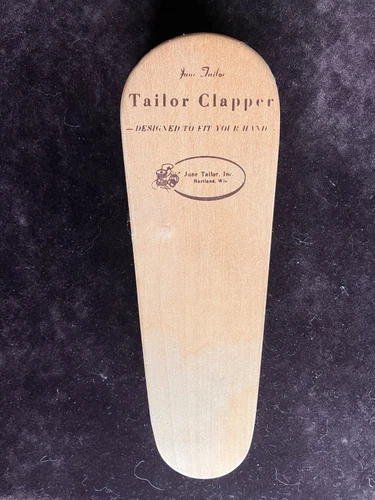 June Tailor
Tailor Clapper
—DESIGNED TO FIT YOUR HAND
June Tailor, Inc.
Hartland, Wis.